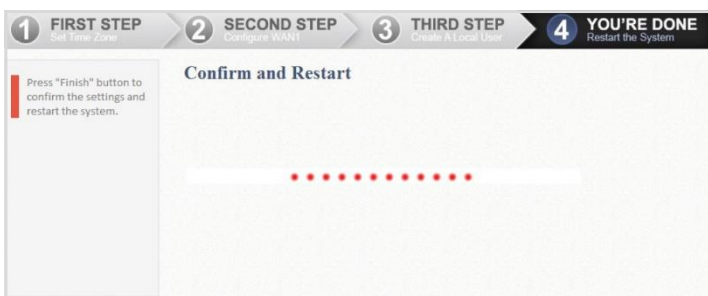 1 FIRST STEP
Set Time Zone
2 SECOND STEP
Configure WAN1
3 THIRD STEP
Create A Local User
4 YOU'RE DONE
Restart the System
Press "Finish" button to
confirm the settings and
restart the system.
Confirm and Restart